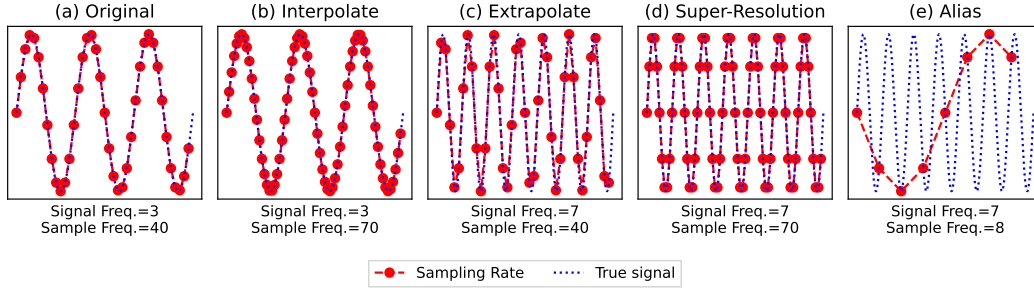 (a) Original
(b) Interpolate
(c) Extrapolate
(d) Super-Resolution
(e) Alias
Signal Freq.=3
Sample Freq.=40
Signal Freq.=3
Sample Freq.=70
Signal Freq.=7
Sample Freq.=40
Signal Freq.=7
Sample Freq.=70
Signal Freq.=7
Sample Freq.=8
Sampling Rate
True signal